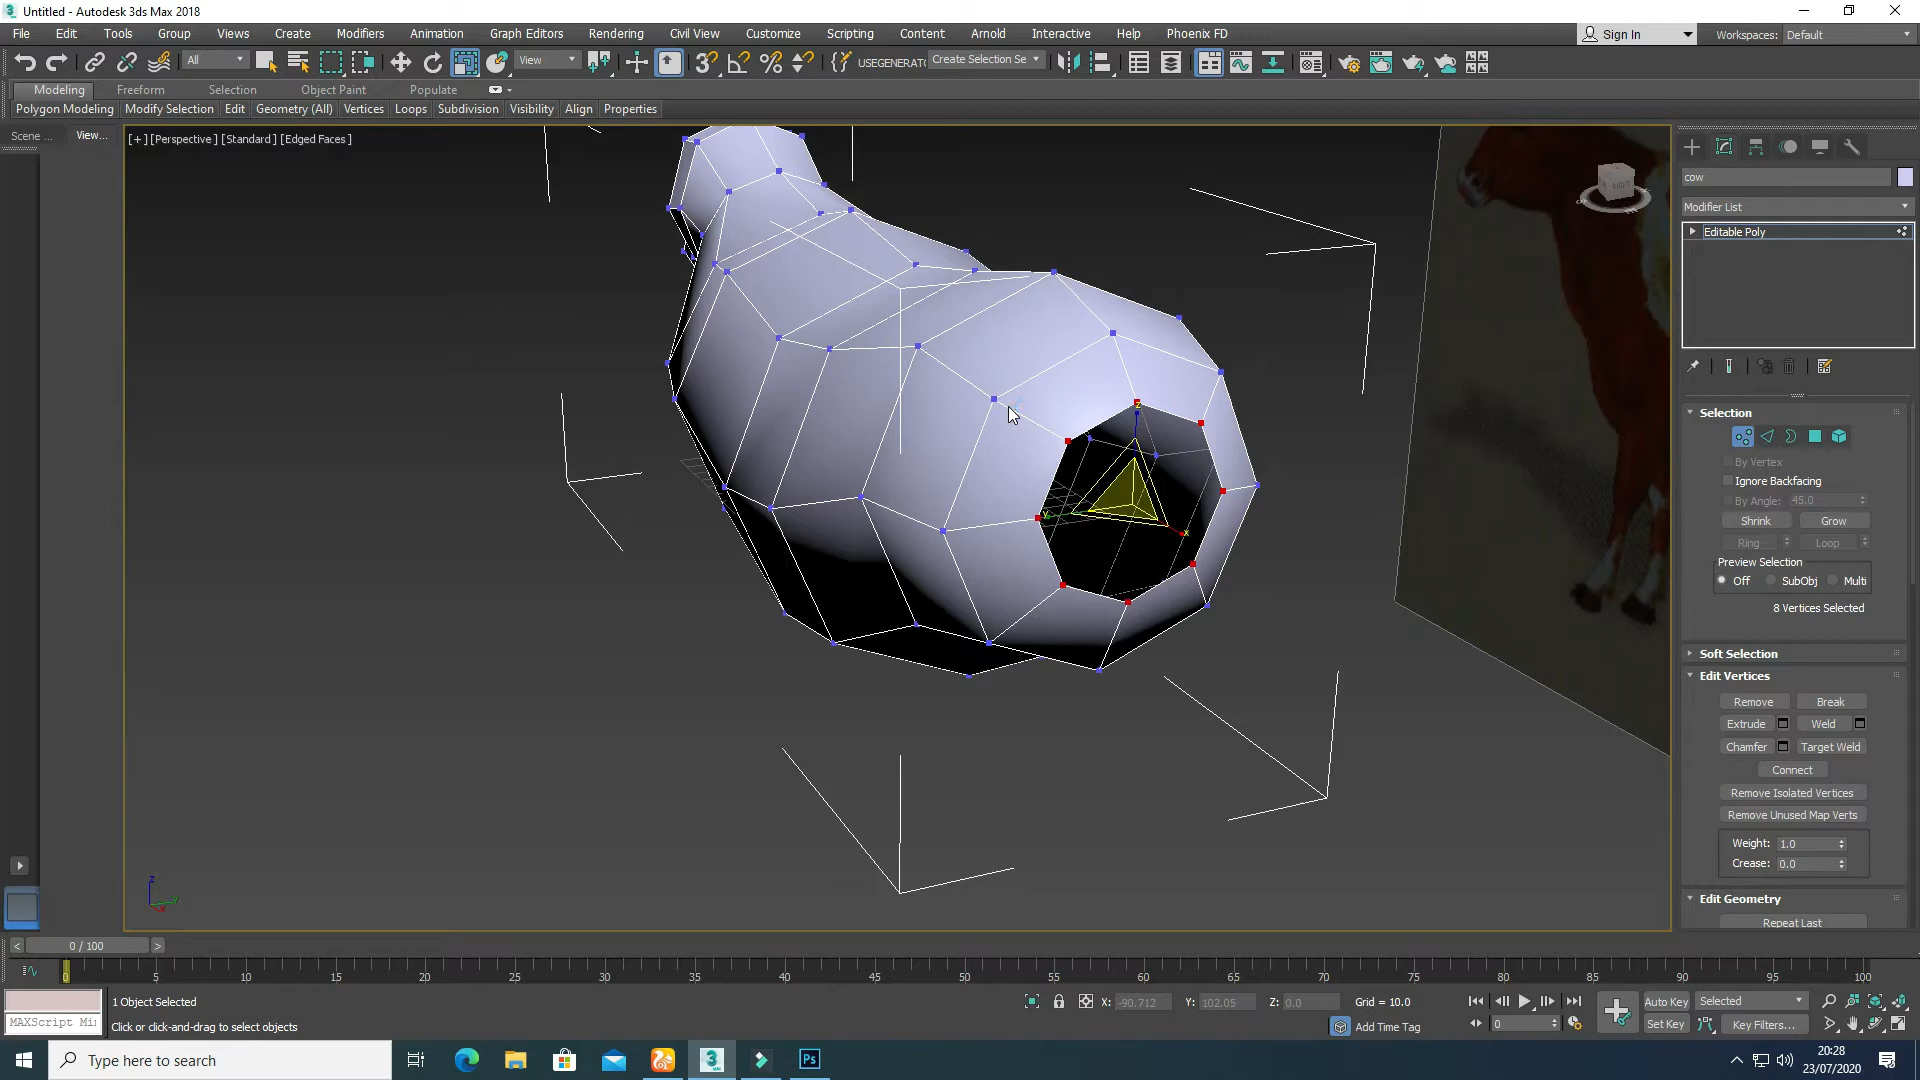 Untitled - Autodesk 3ds Max 2018
File Edit Tools Group Views Create Modifiers Animation Graph Editors Rendering Civil View Customize Scripting Content Arnold Interactive Help Phoenix FD Sign In Workspaces: Default
All View USEGENERAT Create Selection Se
Modeling Freeform Selection Object Paint Populate
Polygon Modeling Modify Selection Edit Geometry (All) Vertices Loops Subdivision Visibility Align Properties
Scene ... View... [+] [Perspective ] [Standard ] [Edged Faces ]
cow
Modifier List
Editable Poly
Selection
By Vertex
Ignore Backfacing
By Angle: 45.0
Shrink Grow
Ring Loop
Preview Selection
Off SubObj Multi
8 Vertices Selected
Soft Selection
Edit Vertices
Remove Break
Extrude Weld
Chamfer Target Weld
Connect
Remove Isolated Vertices
Remove Unused Map Verts
Weight: 1.0
Crease: 0.0
Edit Geometry
Repeat Last
z
y
x
z
< 0 / 100 >
0 5 10 15 20 25 30 35 40 45 50 55 60 65 70 75 80 85 90 95 100
1 Object Selected X: -90.712 Y: 102.05 Z: 0.0 Grid = 10.0 Auto Key Selected
MAXScript Mi Click or click-and-drag to select objects Add Time Tag 0 Set Key Key Filters...
Type here to search
3
MAX
Ps
20:28
23/07/2020